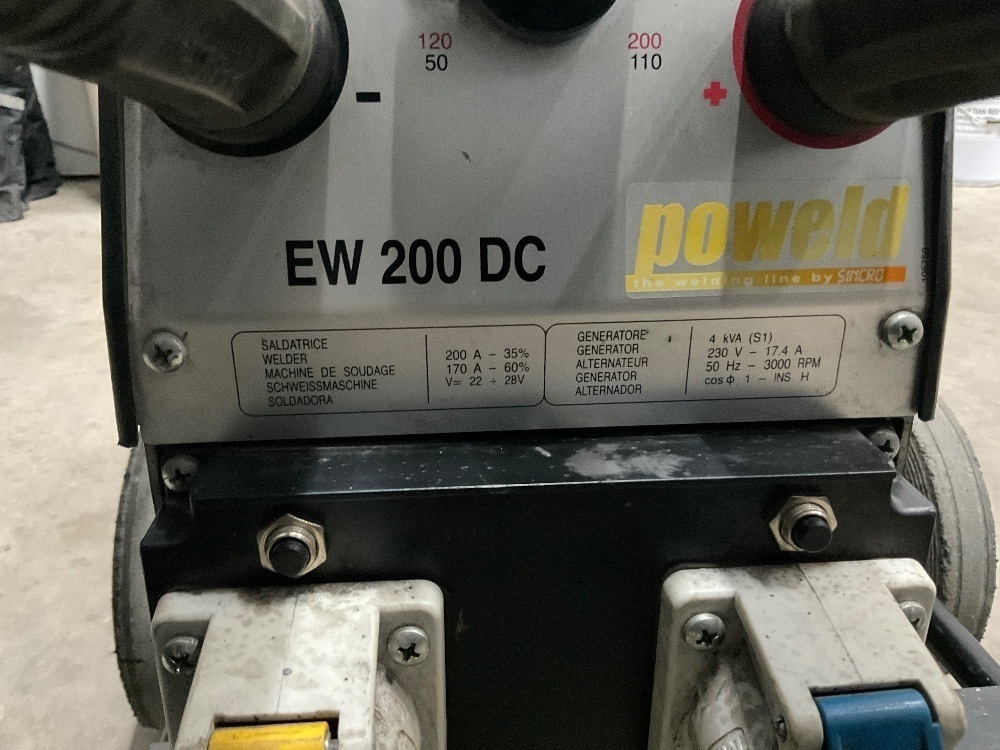 120 200
50 110
- +
EW 200 DC
poweld
the welding line by SINCRO
SALDATRICE
WELDER
MACHINE DE SOUDAGE
SCHWEISSMASCHINE
SOLDADORA
200 A - 35%
170 A - 60%
V= 22 ÷ 28V
GENERATORE
GENERATOR
ALTERNATEUR
GENERATOR
ALTERNADOR
4 kVA (S1)
230 V - 17.4 A
50 Hz - 3000 RPM
cos ϕ 1 - INS H